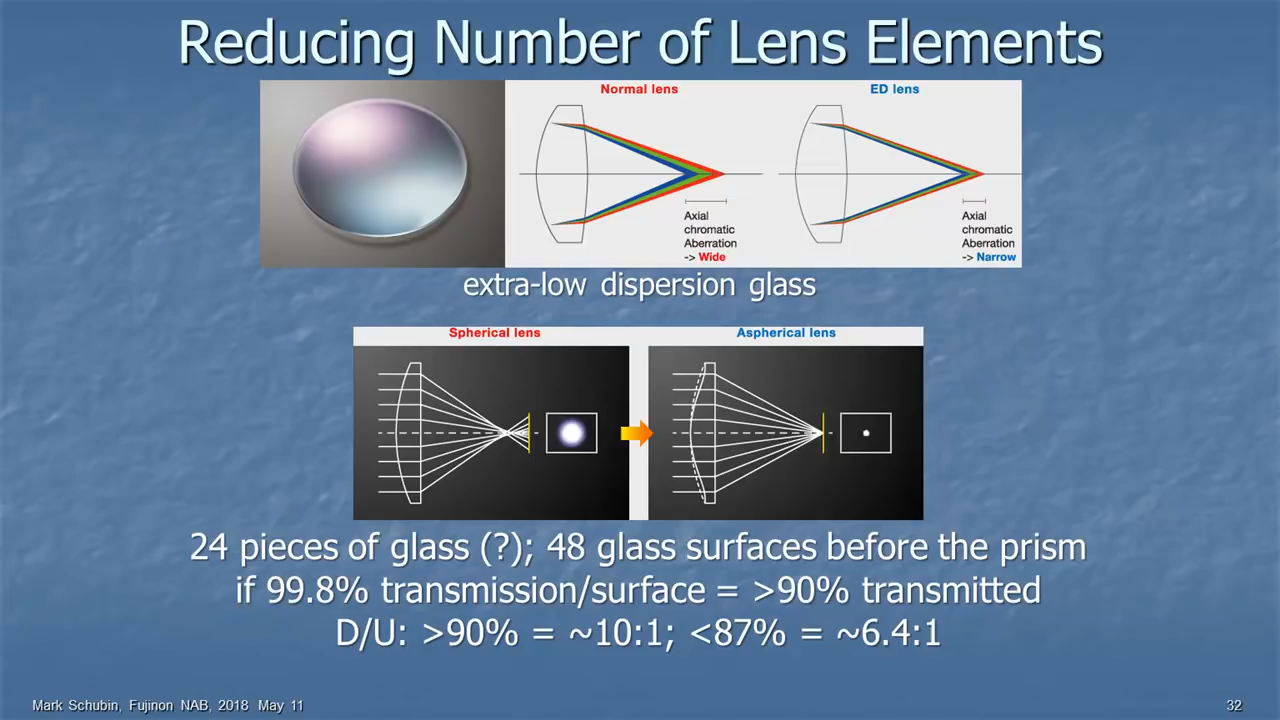 Reducing Number of Lens Elements
Normal lens
ED lens
Axial
chromatic
Aberration
-> Wide
Axial
chromatic
Aberration
-> Narrow
extra-low dispersion glass
Spherical lens
Aspherical lens
24 pieces of glass (?); 48 glass surfaces before the prism
if 99.8% transmission/surface = >90% transmitted
D/U: >90% = ~10:1; <87% = ~6.4:1
Mark Schubin, Fujinon NAB, 2018 May 11
32